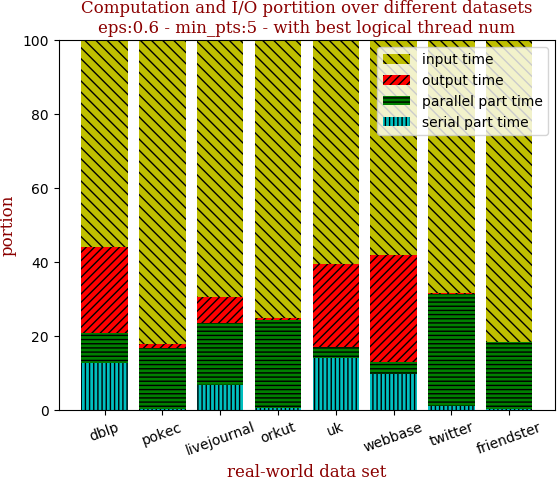 Computation and I/O portion over different datasets
eps:0.6 - min_pts:5 - with best logical thread num
100
80
60
40
20
0
portion
input time
output time
parallel part time
serial part time
dblp
pokec
livejournal
orkut
uk
webbase
twitter
friendster
real-world data set